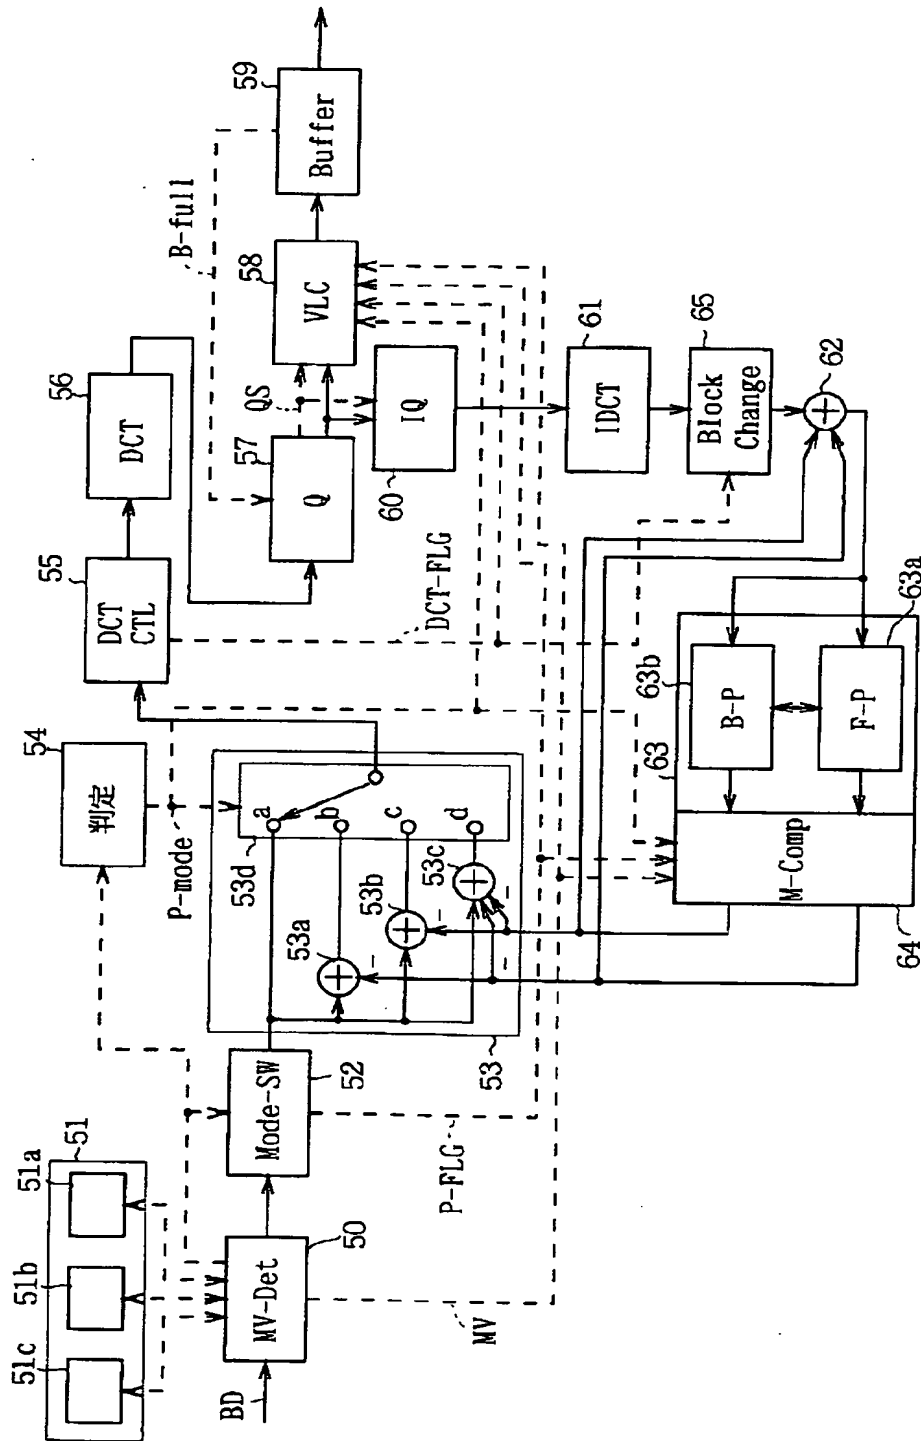 BD
MV-Det
50
51
51a
51b
51c
Mode-SW
52
P-FLG
MV
判定
54
P-mode
53
53a
53b
53c
53d
a
b
c
d
-
-
-
-
DCT
CTL
55
DCT-FLG
DCT
56
Q
57
QS
VLC
58
B-full
Buffer
59
IQ
60
IDCT
61
Block
Change
65
62
63
B-P
63b
F-P
63a
M-Comp
64